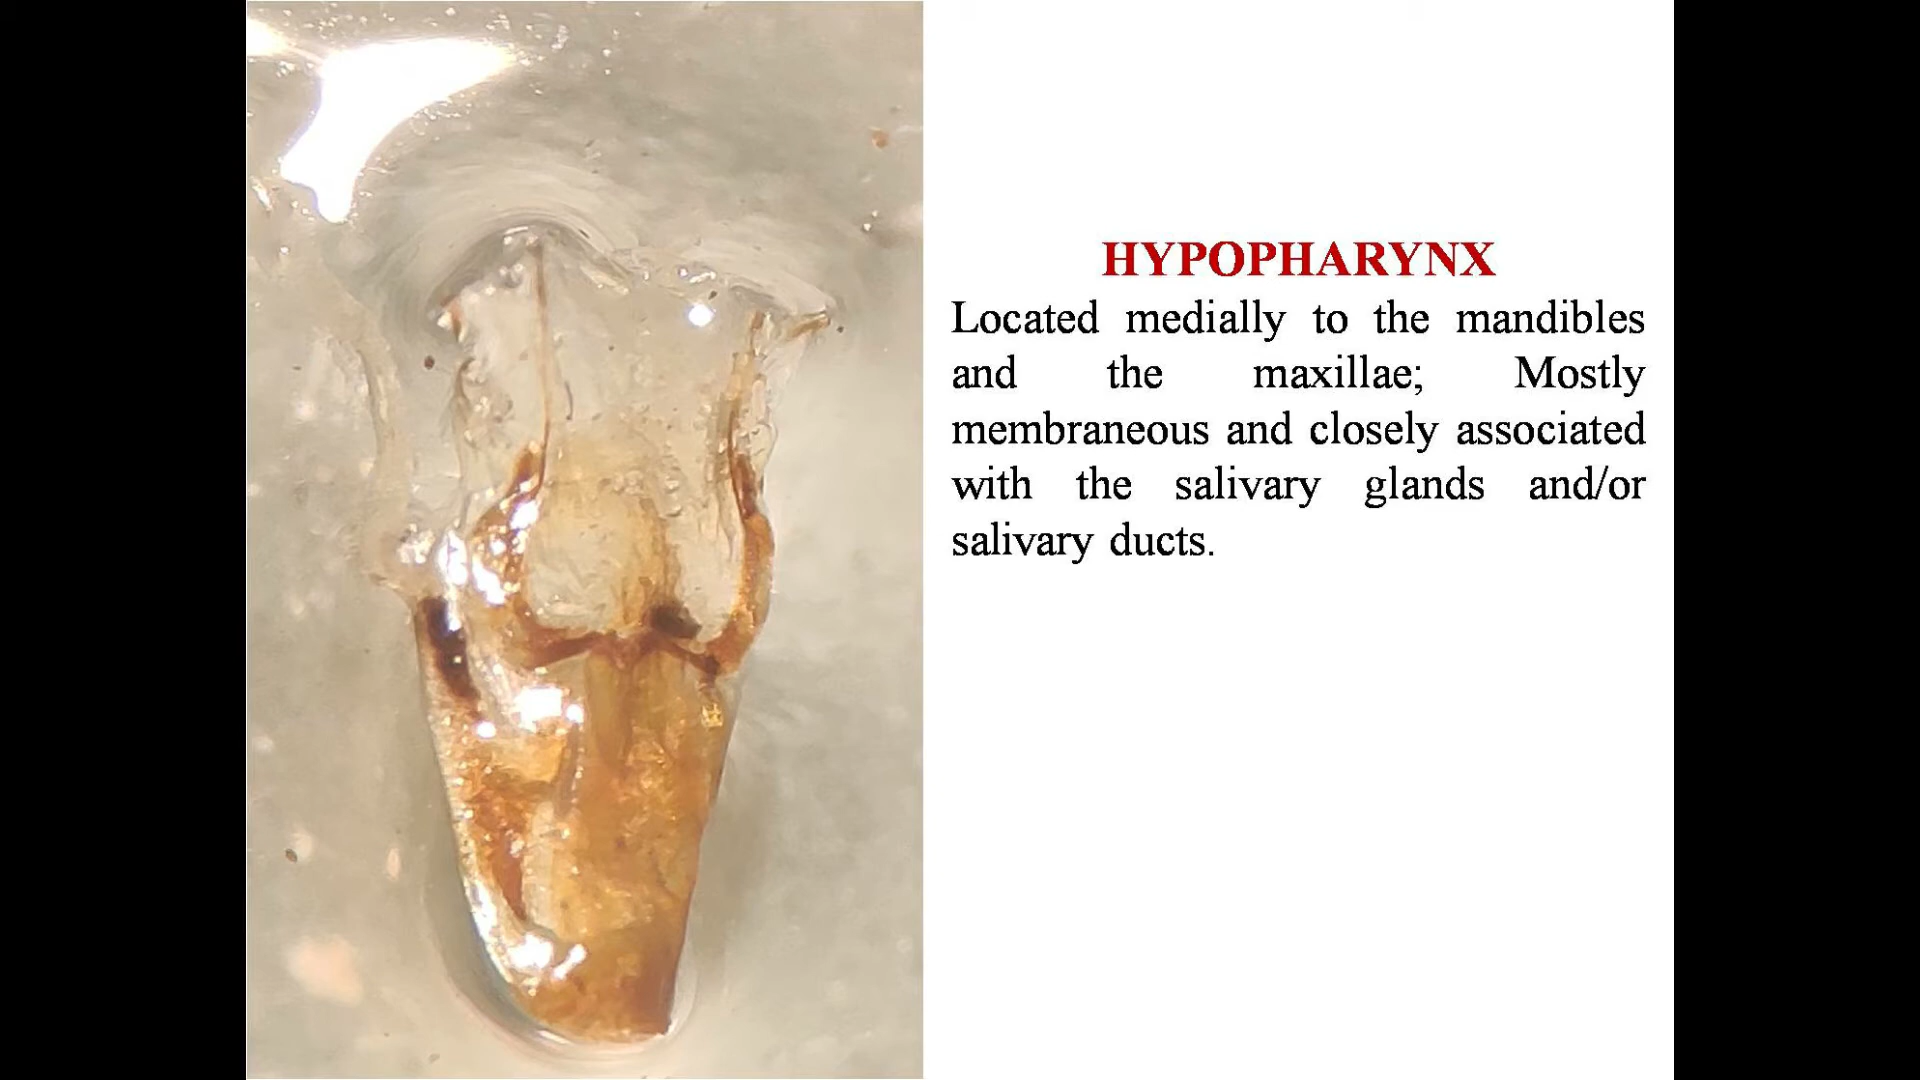 HYPOPHARYNX
Located medially to the mandibles
and the maxillae; Mostly
membraneous and closely associated
with the salivary glands and/or
salivary ducts.